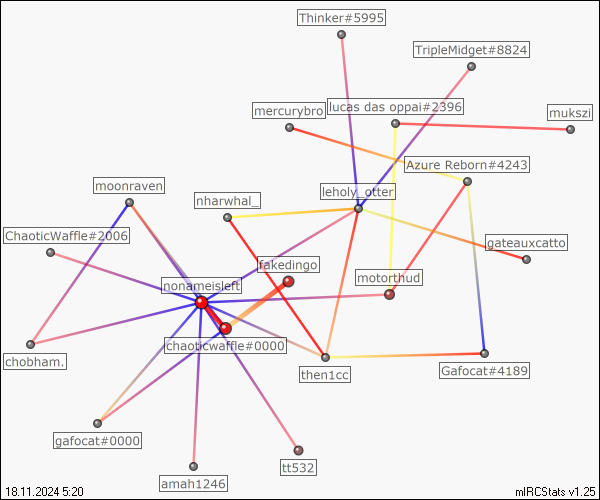 Thinker#5995
TripleMidget#8824
lucas das oppai#2396
mercurybro
mukszi
Azure Reborn#4243
moonraven
leholy_otter
nharwhal_
ChaoticWaffle#2006
gateauxcatto
fakedingo
motorthud
nonameisleft
chaoticwaffle#0000
chobham.
then1cc
Gafocat#4189
gafocat#0000
tt532
amah1246
18.11.2024 5:20
mIRCStats v1.25